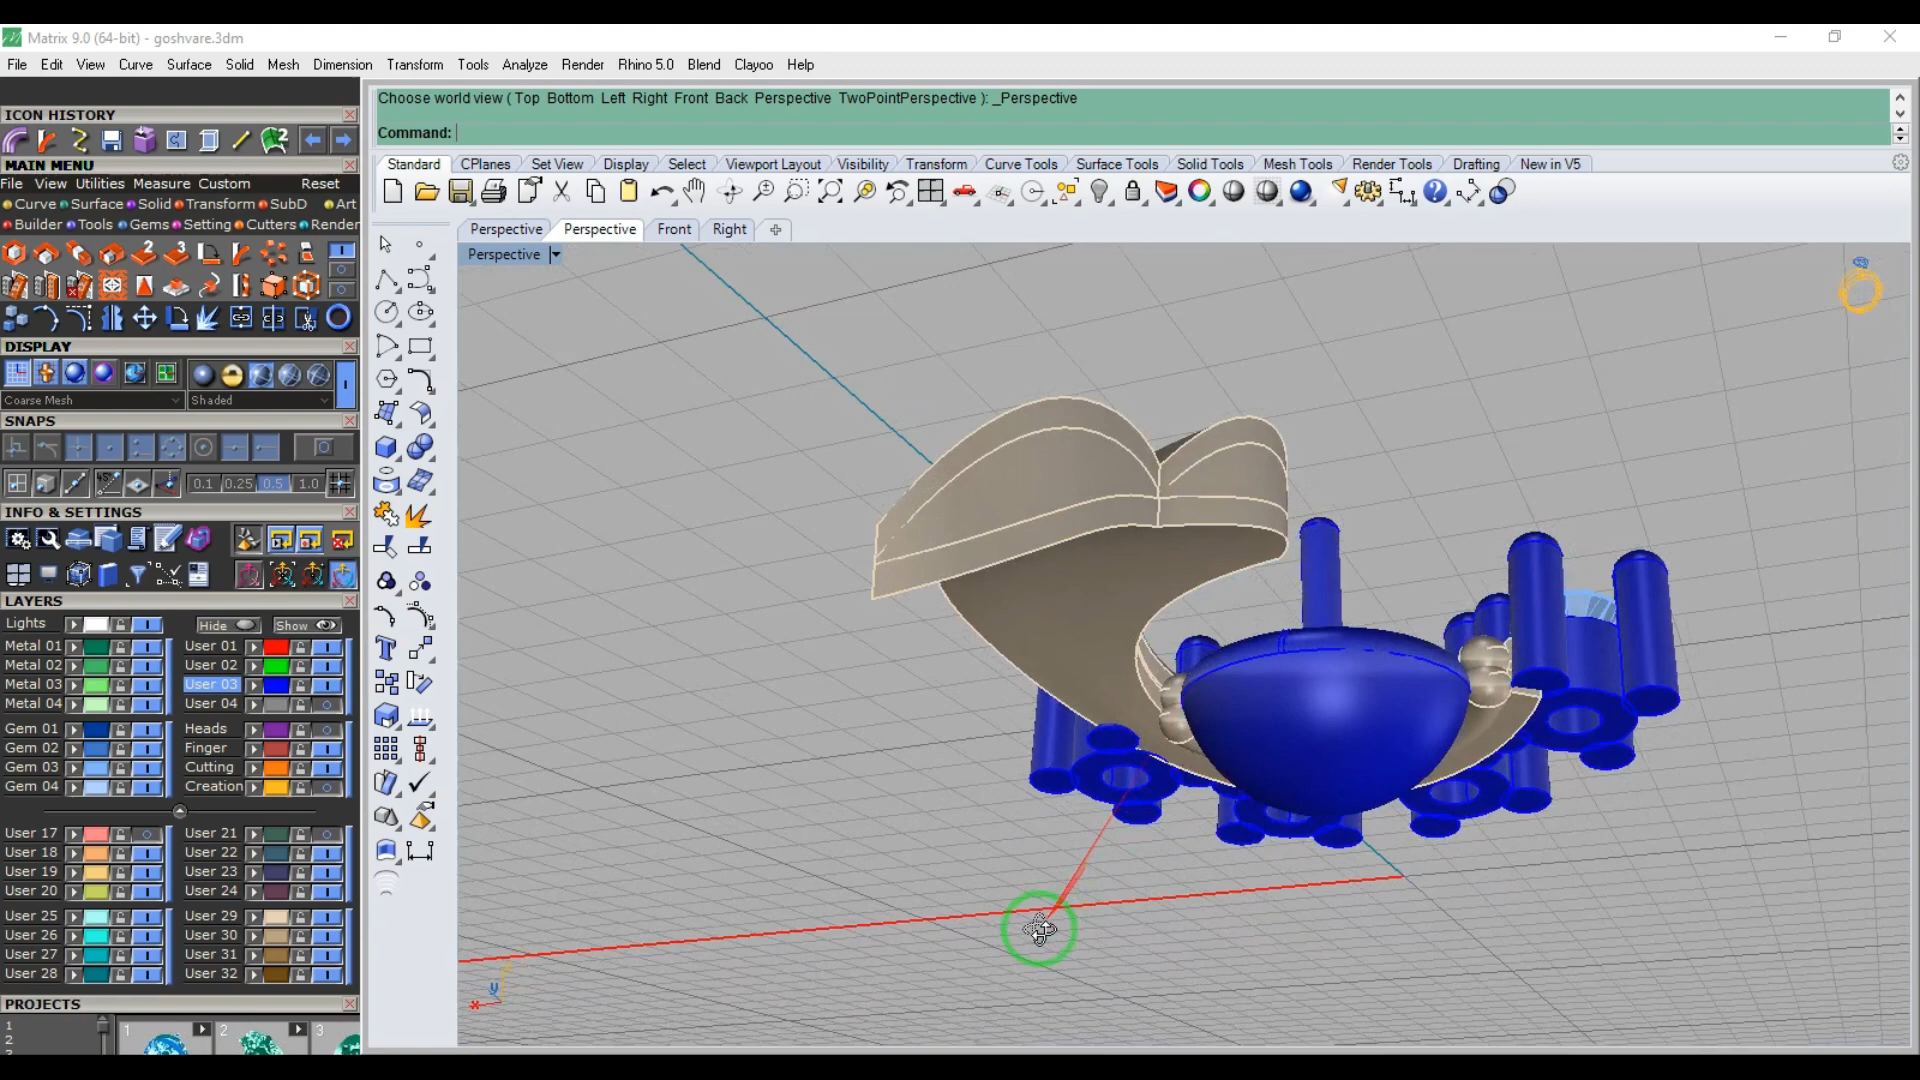 Matrix 9.0 (64-bit) - goshvare.3dm
File Edit View Curve Surface Solid Mesh Dimension Transform Tools Analyze Render Rhino 5.0 Blend Clayoo Help
Choose world view ( Top Bottom Left Right Front Back Perspective TwoPointPerspective ): _Perspective
Command:
Standard CPlanes Set View Display Select Viewport Layout Visibility Transform Curve Tools Surface Tools Solid Tools Mesh Tools Render Tools Drafting New in V5
Perspective Perspective Front Right
Perspective
ICON HISTORY
MAIN MENU
File View Utilities Measure Custom Reset
Curve Surface Solid Transform SubD Art
Builder Tools Gems Setting Cutters Render
DISPLAY
Coarse Mesh Shaded
SNAPS
0.1 0.25 0.5 1.0
INFO & SETTINGS
LAYERS
Lights Hide Show
Metal 01 User 01
Metal 02 User 02
Metal 03 User 03
Metal 04 User 04
Gem 01 Heads
Gem 02 Finger
Gem 03 Cutting
Gem 04 Creation
User 17 User 21
User 18 User 22
User 19 User 23
User 20 User 24
User 25 User 29
User 26 User 30
User 27 User 31
User 28 User 32
PROJECTS
1 1 2 3
2
y
x